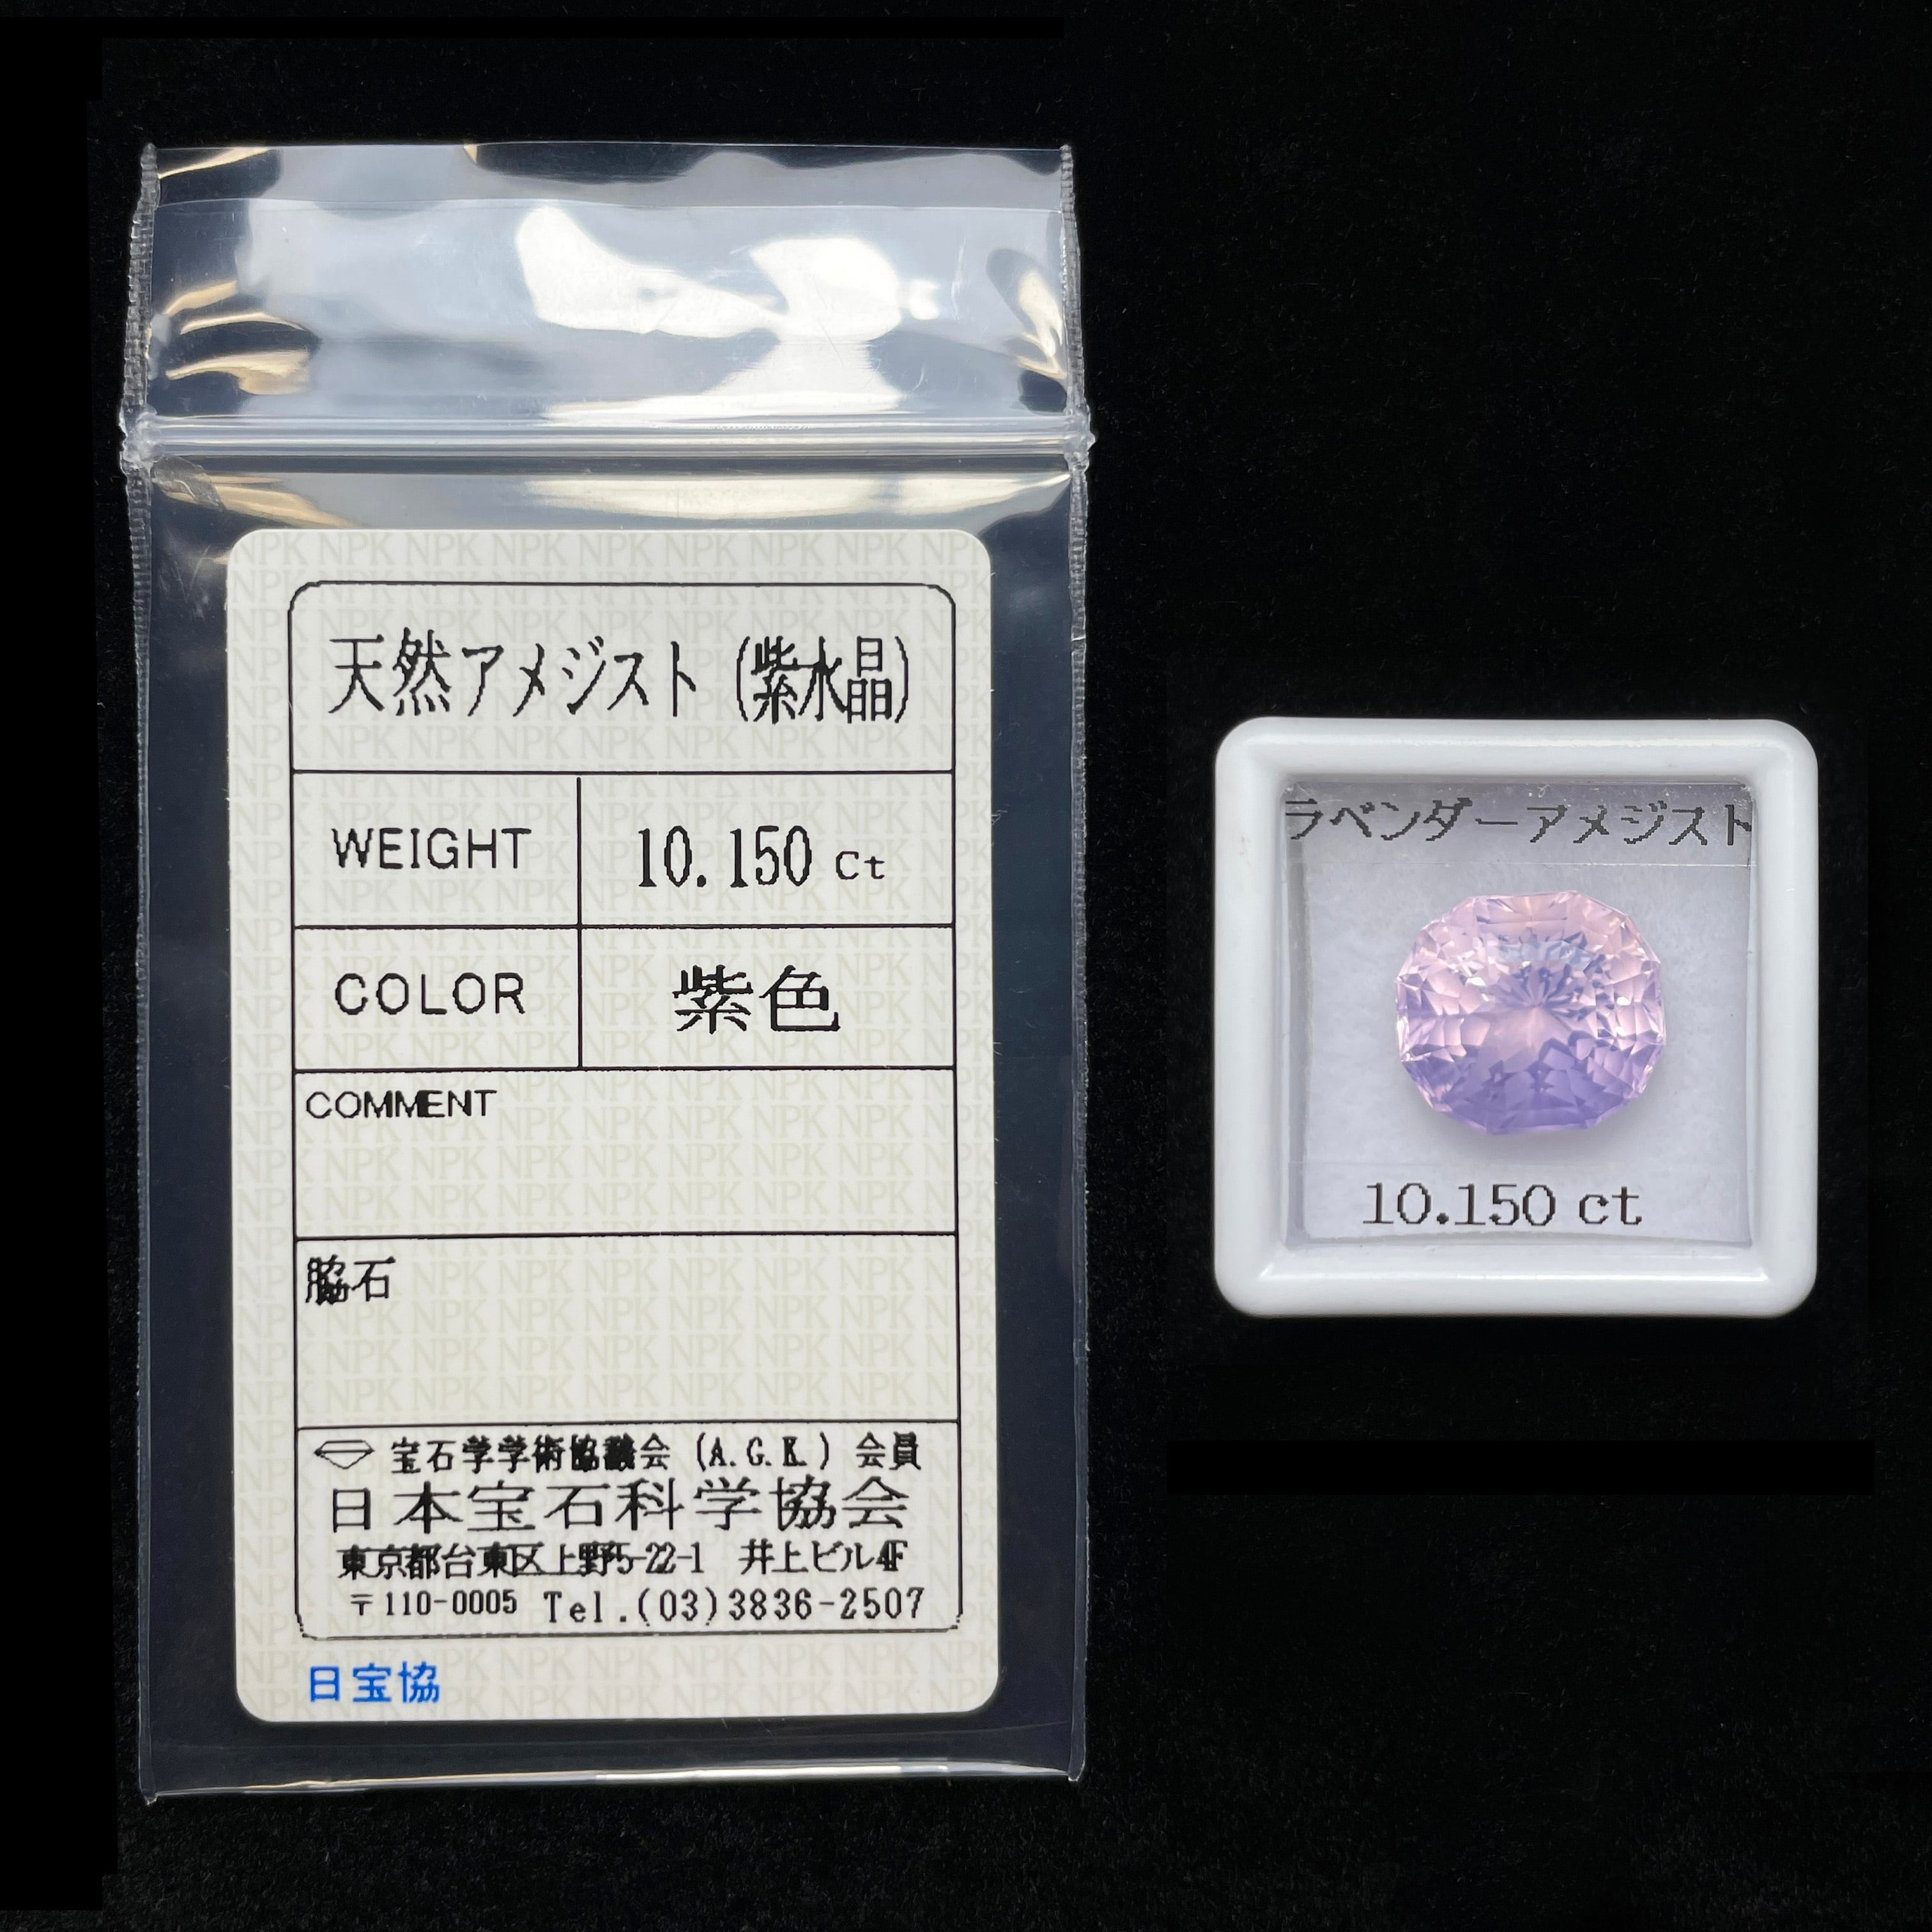 天然アメジスト (紫水晶)
WEIGHT 10.150 Ct
COLOR 紫色
COMMENT
脇石
宝石学学術協議会 (A.G.K.) 会員
日本宝石科学協会
東京都台東区上野5-22-1 井上ビル4F
〒110-0005 Tel.(03)3836-2507
日宝協
ラベンダーアメジスト
10.150 ct